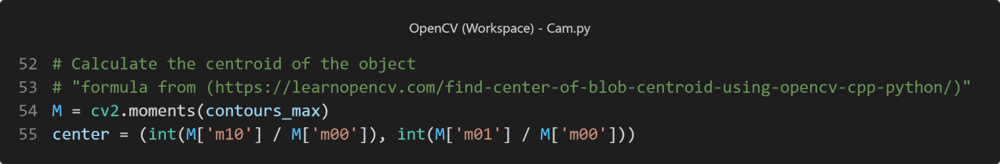 OpenCV (Workspace) - Cam.py
52 # Calculate the centroid of the object
53 # "formula from (https://learnopencv.com/find-center-of-blob-centroid-using-opencv-cpp-python/)"
54 M = cv2.moments(contours_max)
55 center = (int(M['m10'] / M['m00']), int(M['m01'] / M['m00']))